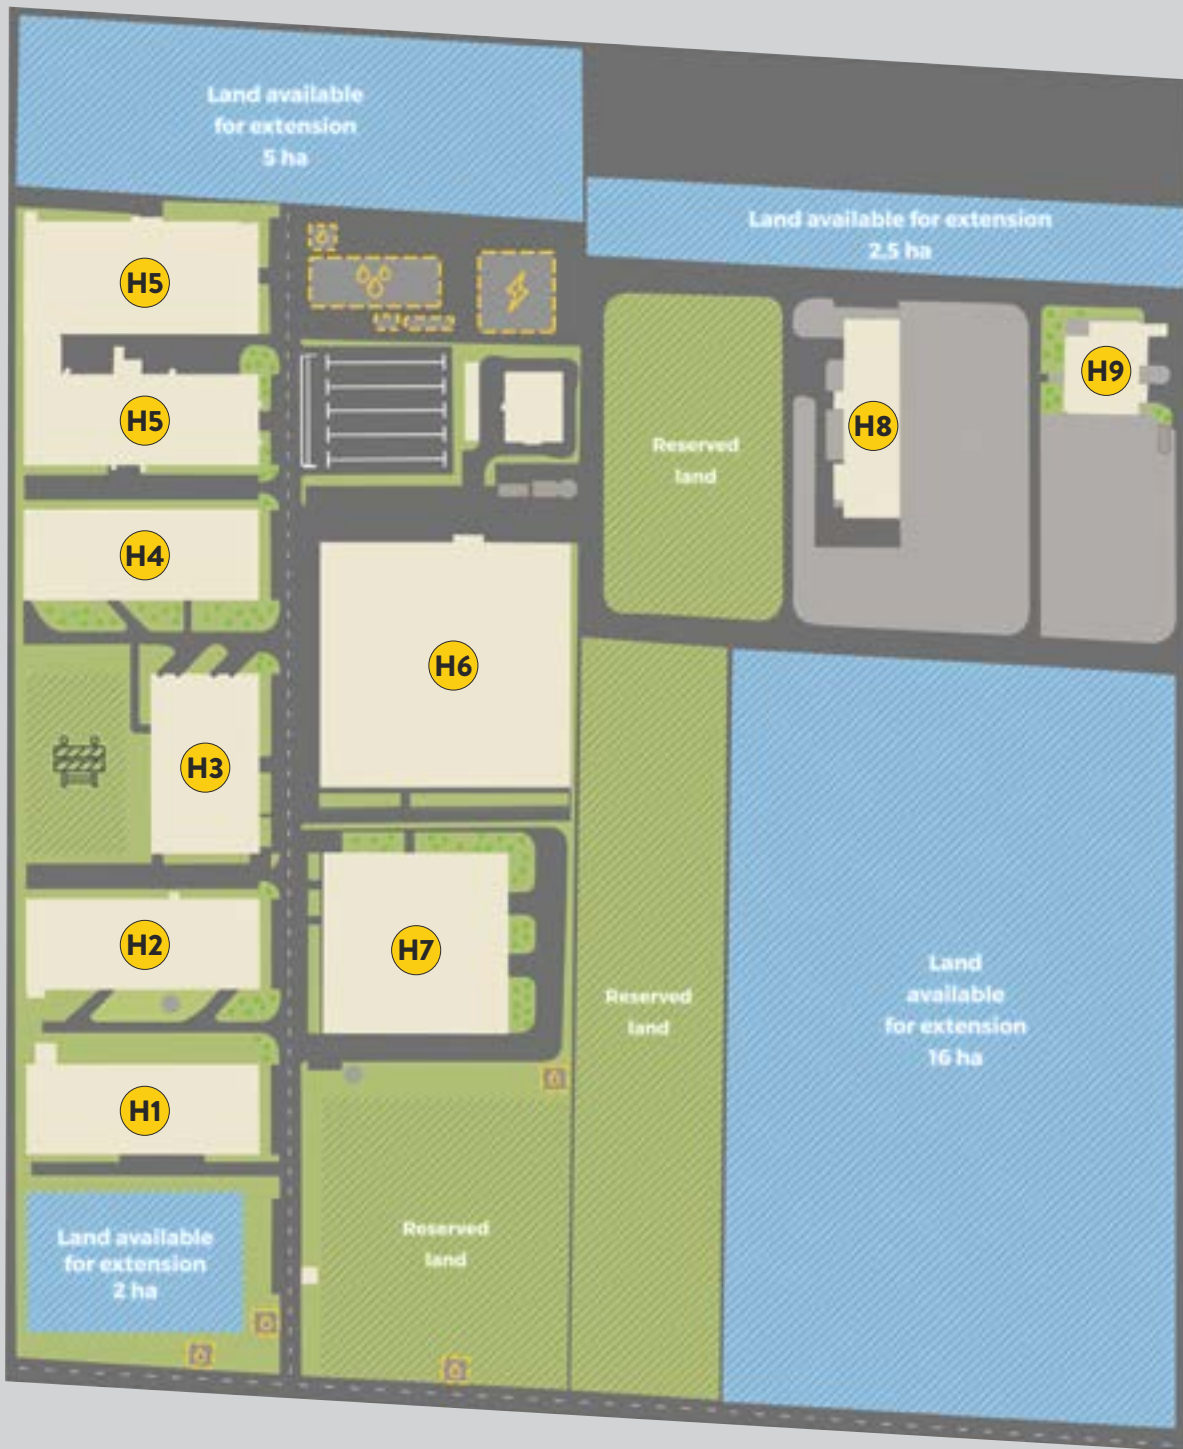 Land available
for extension
5 ha
Land available for extension
2,5 ha
H5
H9
H5
H8
Reserved
land
H4
H6
H3
H2
H7
Reserved
land
Land
available
for extension
16 ha
H1
Reserved
land
Land available
for extension
2 ha